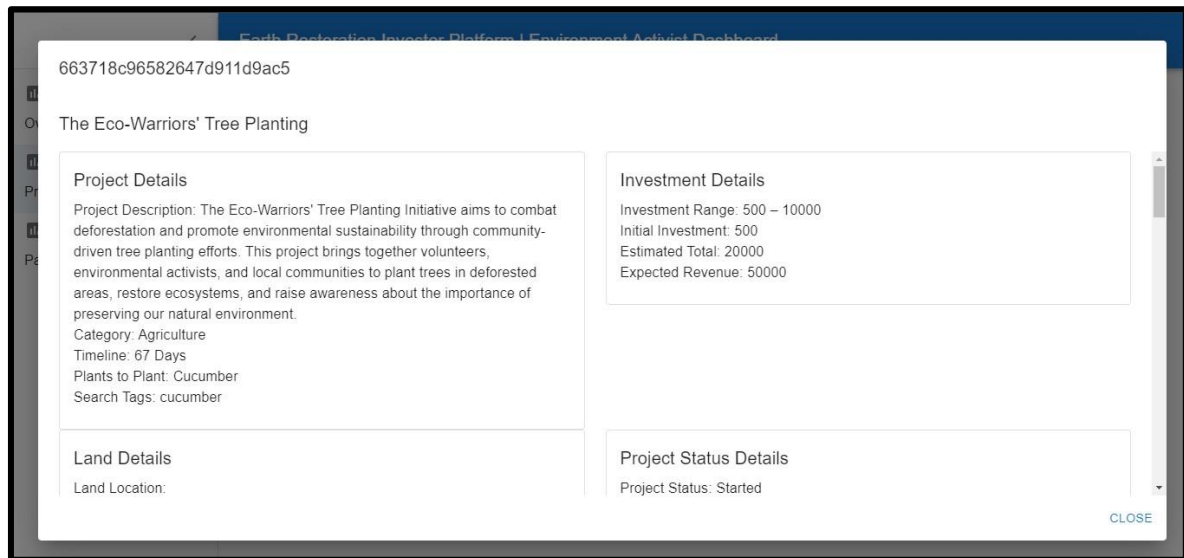 Earth Restoration Investor Platform | Environment Activist Dashboard
663718c96582647d911d9ac5
The Eco-Warriors' Tree Planting
Project Details
Project Description: The Eco-Warriors' Tree Planting Initiative aims to combat
deforestation and promote environmental sustainability through community-
driven tree planting efforts. This project brings together volunteers,
environmental activists, and local communities to plant trees in deforested
areas, restore ecosystems, and raise awareness about the importance of
preserving our natural environment.
Category: Agriculture
Timeline: 67 Days
Plants to Plant: Cucumber
Search Tags: cucumber
Investment Details
Investment Range: 500 – 10000
Initial Investment: 500
Estimated Total: 20000
Expected Revenue: 50000
Land Details
Land Location:
Project Status Details
Project Status: Started
CLOSE